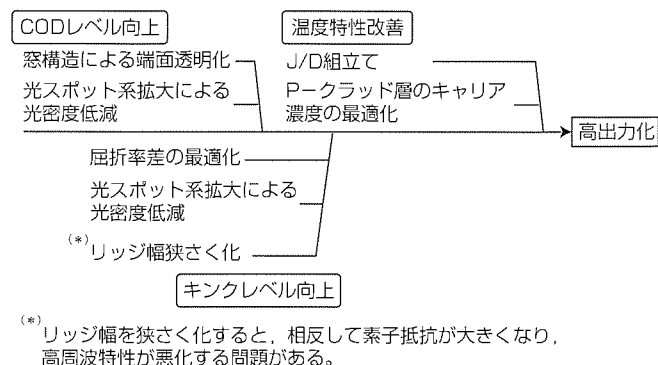 CODレベル向上
窓構造による端面透明化
光スポット系拡大による
光密度低減
温度特性改善
J/D組立て
P－クラッド層のキャリア
濃度の最適化
高出力化
屈折率差の最適化
光スポット系拡大による
光密度低減
(*)リッジ幅狭さく化
キンクレベル向上
(*)
リッジ幅を狭さく化すると，相反して素子抵抗が大きくなり，
高周波特性が悪化する問題がある。